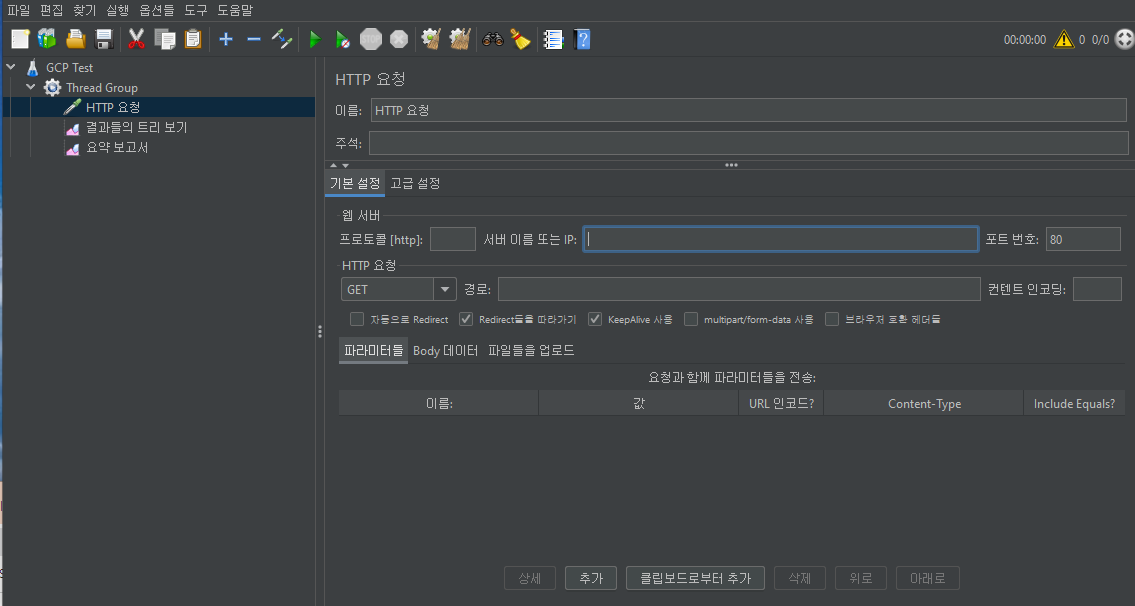 파일 편집 찾기 실행 옵션들 도구 도움말
00:00:00 0 0/0
GCP Test
Thread Group
HTTP 요청
결과들의 트리 보기
요약 보고서
HTTP 요청
이름: HTTP 요청
주석:
기본 설정 고급 설정
웹 서버
프로토콜 [http]: 서버 이름 또는 IP: 포트 번호: 80
HTTP 요청
GET 경로: 컨텐트 인코딩:
자동으로 Redirect Redirect들을 따라가기 KeepAlive 사용 multipart/form-data 사용 브라우저 호환 헤더들
파라미터들 Body 데이터 파일들을 업로드
요청과 함께 파라미터들을 전송:
이름: 값 URL 인코드? Content-Type Include Equals?
상세 추가 클립보드로부터 추가 삭제 위로 아래로